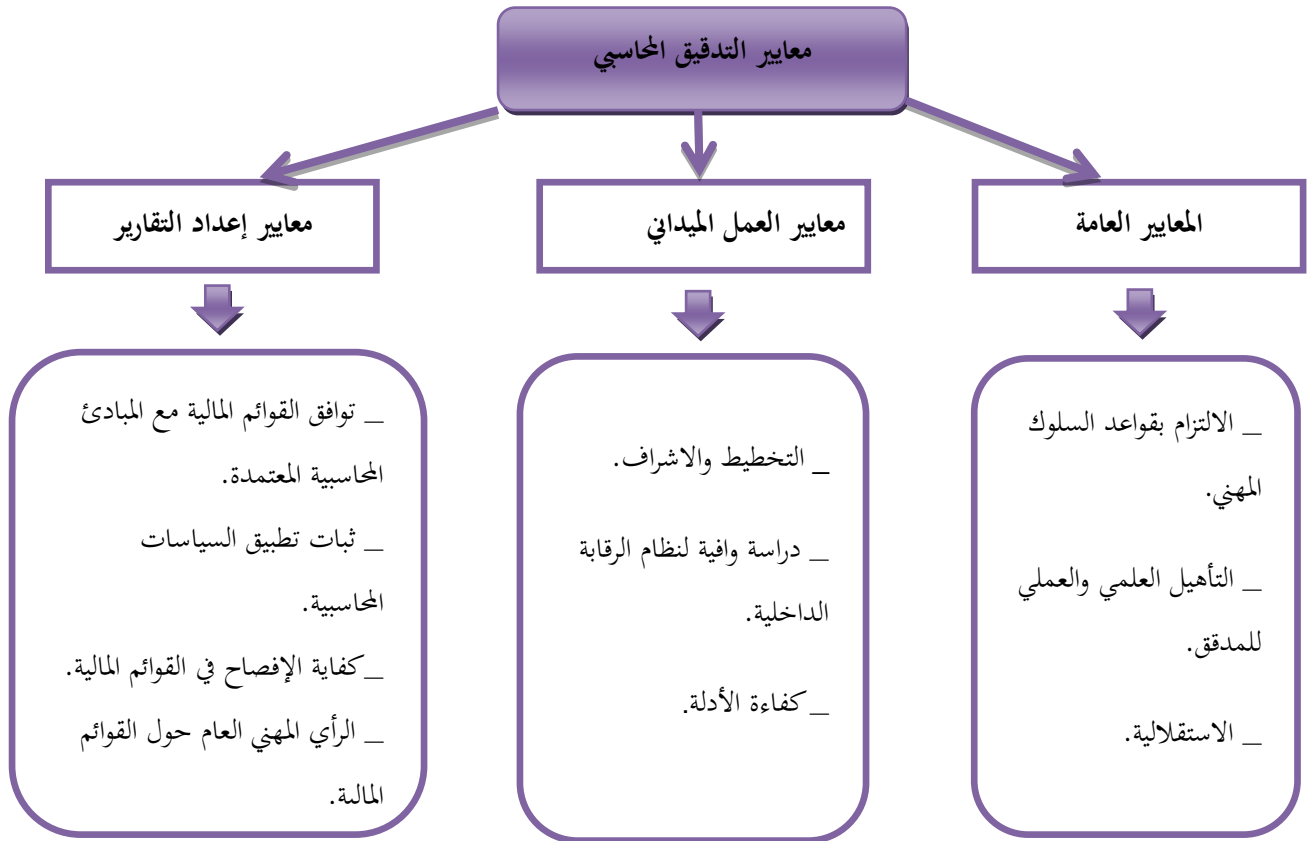 معايير التدقيق المحاسبي
المعايير العامة
_ الالتزام بقواعد السلوك
المهني.
_ التأهيل العلمي والعملي
للمدقق.
_ الاستقلالية.
معايير العمل الميداني
_ التخطيط والاشراف.
_ دراسة وافية لنظام الرقابة
الداخلية.
_ كفاءة الأدلة.
معايير إعداد التقارير
_ توافق القوائم المالية مع المبادئ
المحاسبية المعتمدة.
_ ثبات تطبيق السياسات
المحاسبية.
_كفاية الإفصاح في القوائم المالية.
_ الرأي المهني العام حول القوائم
المالية.